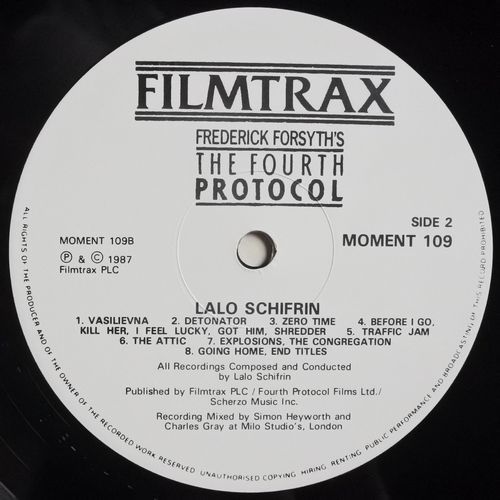 FILMTRAX
FREDERICK FORSYTH'S
THE FOURTH
PROTOCOL
SIDE 2
MOMENT 109
MOMENT 109B
Ⓟ & © 1987
Filmtrax PLC
LALO SCHIFRIN
1. VASILIEVNA 2. DETONATOR 3. ZERO TIME 4. BEFORE I GO,
KILL HER, I FEEL LUCKY, GOT HIM, SHREDDER 5. TRAFFIC JAM
6. THE ATTIC 7. EXPLOSIONS, THE CONGREGATION
8. GOING HOME, END TITLES
All Recordings Composed and Conducted
by Lalo Schifrin
Published by Filmtrax PLC / Fourth Protocol Films Ltd./
Scherzo Music Inc.
Recording Mixed by Simon Heyworth and
Charles Gray at Milo Studio's, London
ALL RIGHTS OF THE PRODUCER AND OF THE OWNER OF THE RECORDED WORK RESERVED. UNAUTHORISED COPYING, HIRING, RENTING, PUBLIC PERFORMANCE AND BROADCASTING OF THIS RECORD PROHIBITED